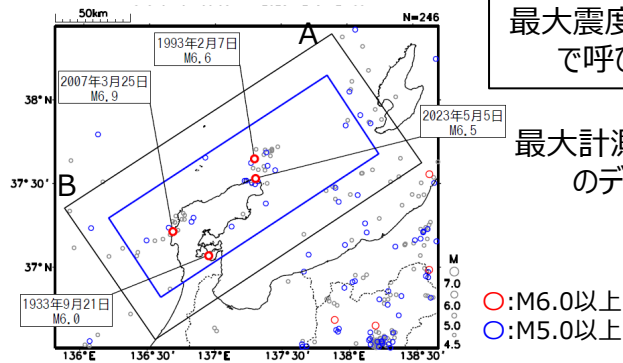 50km
N=246
最大震度
で呼び
A
1993年2月7日
M6.6
2007年3月25日
M6.9
38°N
2023年5月5日
M6.5
最大計測
のデ
37°30′
B
37°N
1933年9月21日
M6.0
M
7.0
6.0
5.0
4.5
○:M6.0以上
○:M5.0以上
136°E
136°30′
137°E
137°30′
138°E
138°30′